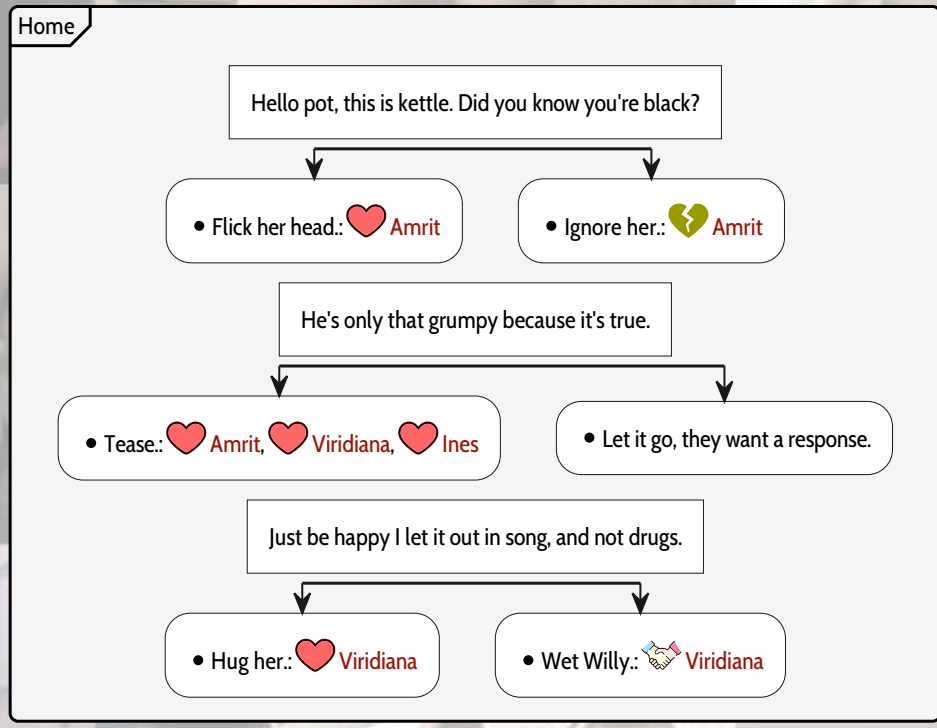 Home
Hello pot, this is kettle. Did you know you're black?
• Flick her head.: Amrit
• Ignore her.: Amrit
He's only that grumpy because it's true.
• Tease.: Amrit, Viridiana, Ines
• Let it go, they want a response.
Just be happy I let it out in song, and not drugs.
• Hug her.: Viridiana
• Wet Willy.: Viridiana